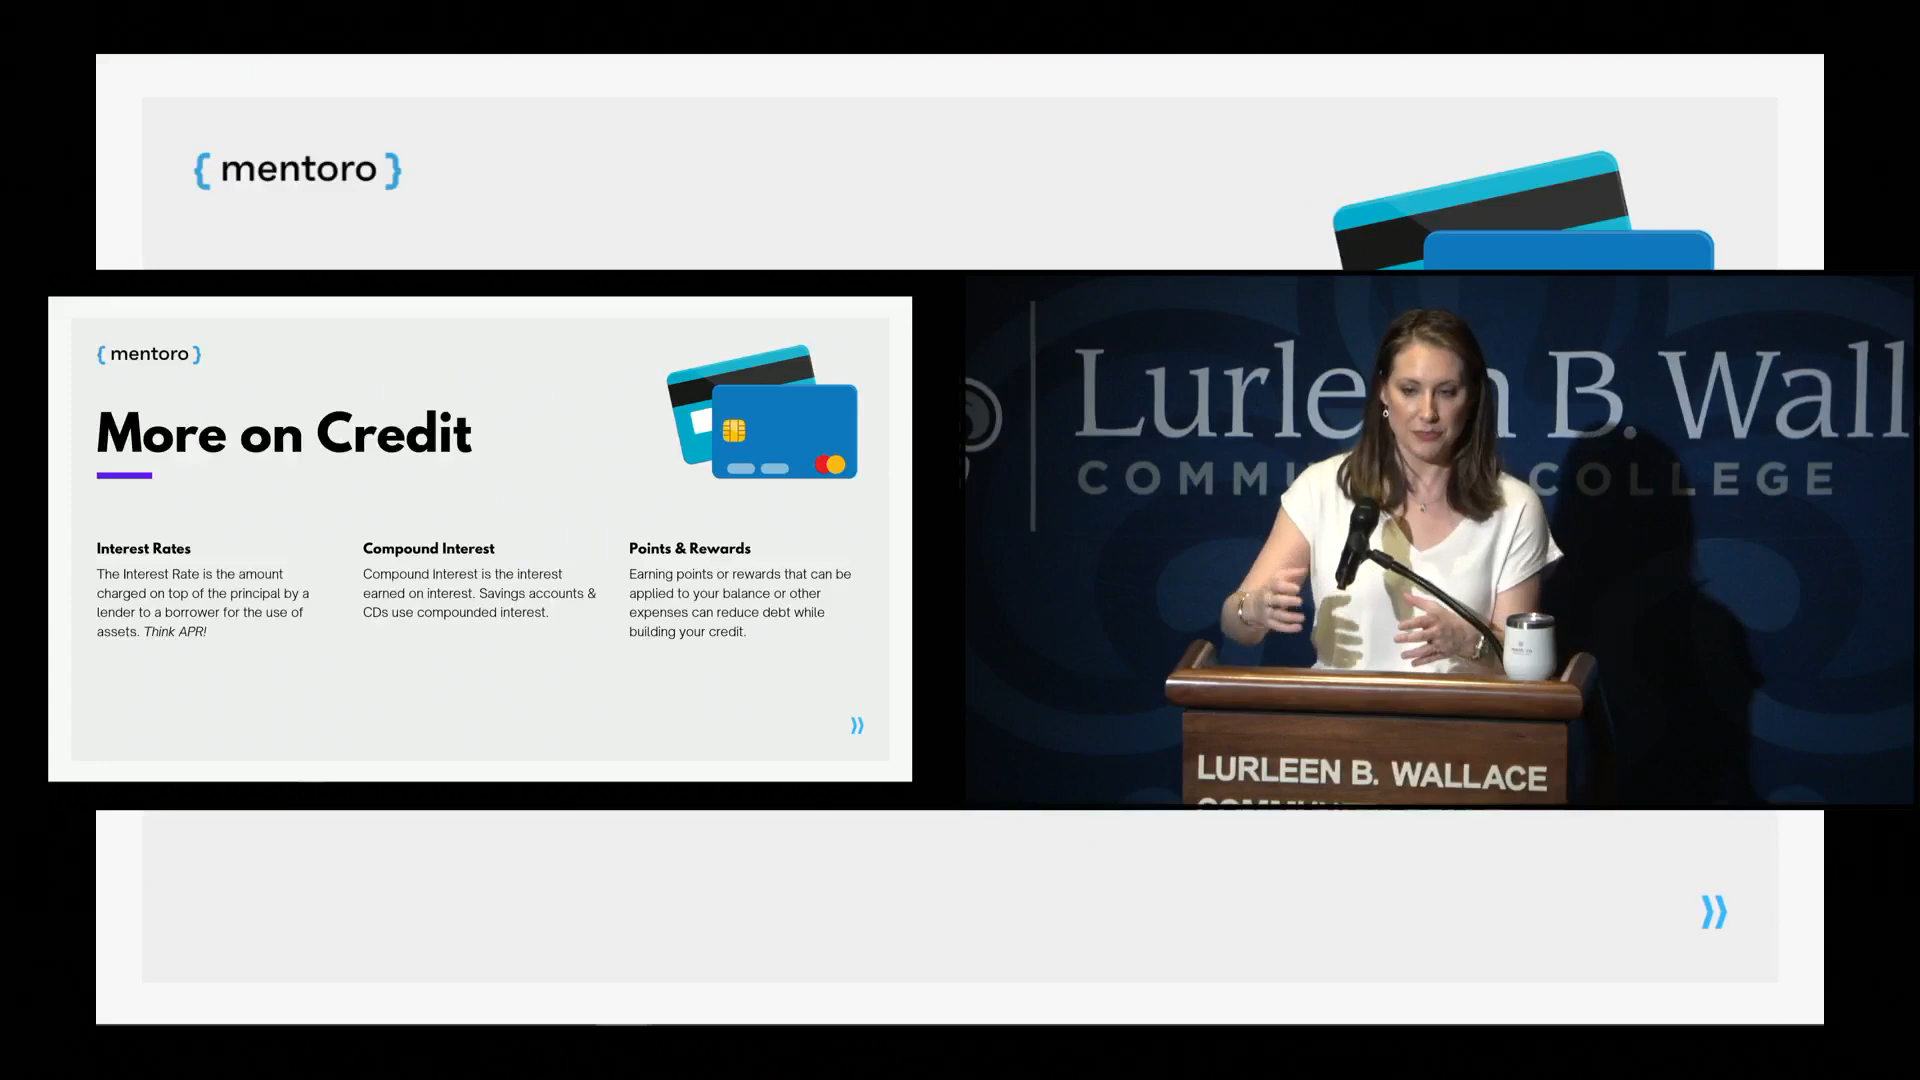 { mentoro }
{ mentoro }
More on Credit
Interest Rates
The Interest Rate is the amount
charged on top of the principal by a
lender to a borrower for the use of
assets. Think APR!
Compound Interest
Compound Interest is the interest
earned on interest. Savings accounts &
CDs use compounded interest.
Points & Rewards
Earning points or rewards that can be
applied to your balance or other
expenses can reduce debt while
building your credit.
Lurle n B. Wall
COMMU COLLEGE
LURLEEN B. WALLACE